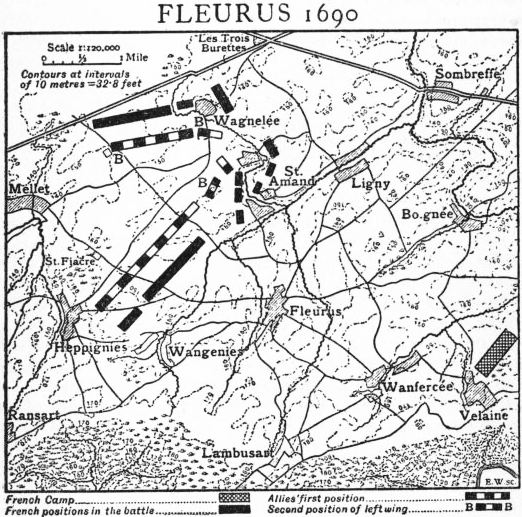 FLEURUS 1690
Les Trois
Burettes
Scale 1:120,000
0 ½ 1 Mile
Contours at intervals
of 10 metres = 32·8 feet
Sombreffe
B Wagnelée
B
B
St.
Amand
Ligny
Mellet
Bo.gnée
St. Fiacre
Fleurus
Heppignies
Wangenies
Wanfercée
Velaine
Ransart
Lambusart
E.W. sc.
French Camp
French positions in the battle
Allies' first position
Second position of left wing B B